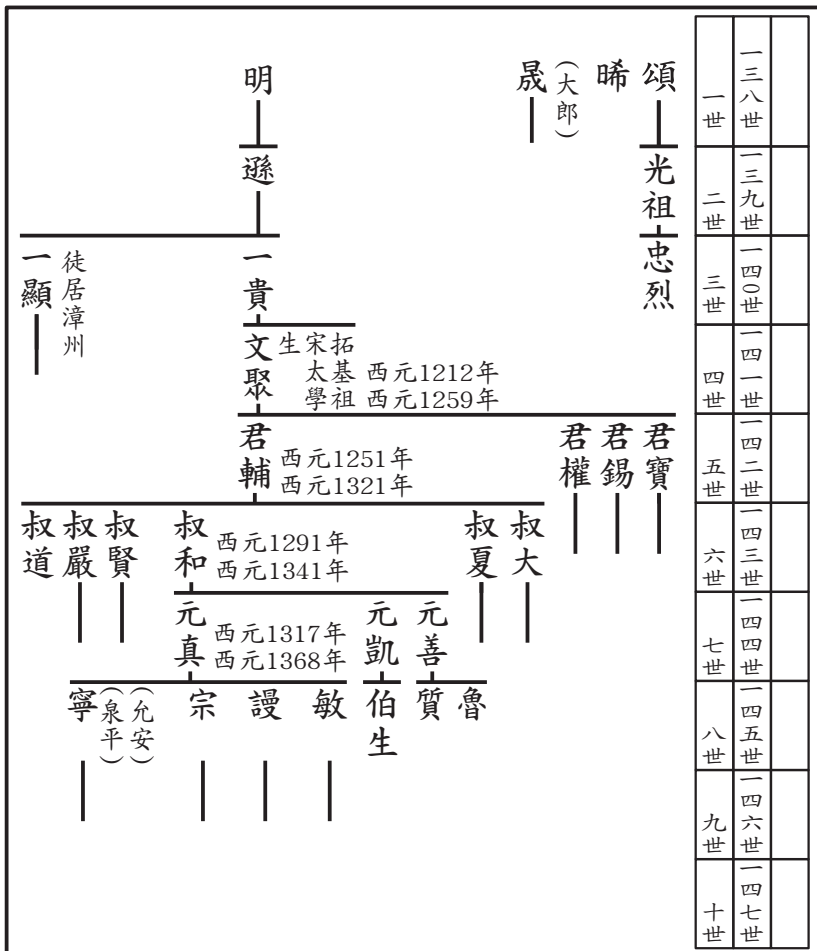 一三八世
一世
一三九世
二世
一四〇世
三世
一四一世
四世
一四二世
五世
一四三世
六世
一四四世
七世
一四五世
八世
一四六世
九世
一四七世
十世
頌
晞
(大郎)
晟
明
光祖
遜
忠烈
一貴
徒居漳州
一顯
文聚
拓基祖
宋太學
生
西元1212年
西元1259年
君寶
君錫
君權
君輔
西元1251年
西元1321年
叔大
叔夏
叔和
西元1291年
西元1341年
叔賢
叔嚴
叔道
元善
元凱
元真
西元1317年
西元1368年
魯
質
伯生
敏
謾
宗
(允安)
(泉平)
寧